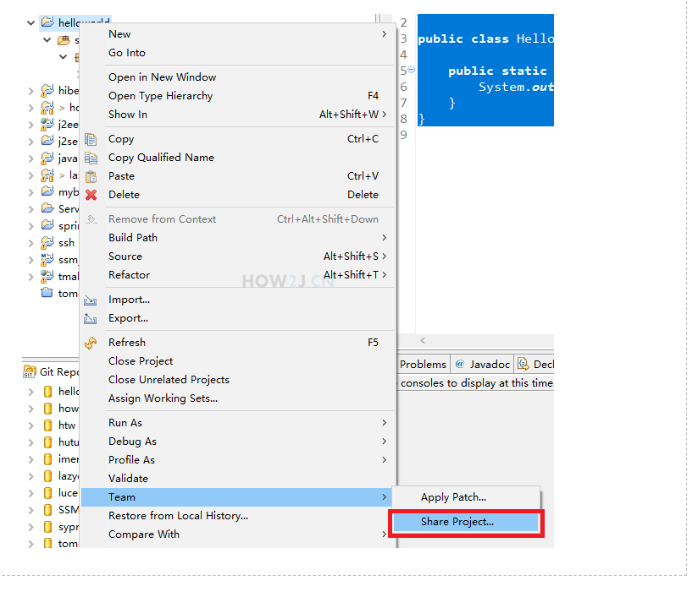 helloworld
New
Go Into
Open in New Window
Open Type Hierarchy F4
Show In Alt+Shift+W
Copy Ctrl+C
Copy Qualified Name
Paste Ctrl+V
Delete Delete
Remove from Context Ctrl+Alt+Shift+Down
Build Path
Source Alt+Shift+S
Refactor Alt+Shift+T
Import...
Export...
Refresh F5
Close Project
Close Unrelated Projects
Assign Working Sets...
Run As
Debug As
Profile As
Validate
Team
Restore from Local History...
Compare With
Apply Patch...
Share Project...
s
hibe
> ho
j2ee
j2se
java
> la
myb
Serv
spri
ssh
ssm
tmal
tom
Git Repo
hello
how
htw
hutu
imer
lazy
luce
SSM
sypr
tom
2
3 public class Hello
4
5 public static
6 System.out
7 }
8 }
9
HOW2J.CN
Problems @ Javadoc Decl
consoles to display at this time